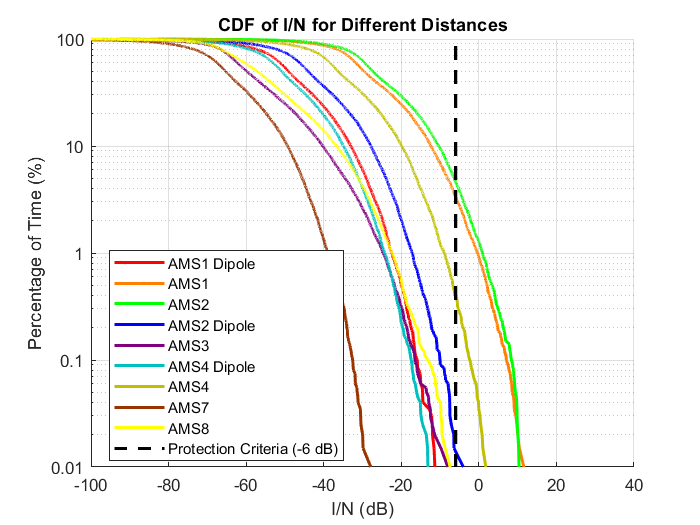 CDF of I/N for Different Distances
Percentage of Time (%)
100
10
1
0.1
0.01
AMS1 Dipole
AMS1
AMS2
AMS2 Dipole
AMS3
AMS4 Dipole
AMS4
AMS7
AMS8
Protection Criteria (-6 dB)
-100 -80 -60 -40 -20 0 20 40
I/N (dB)